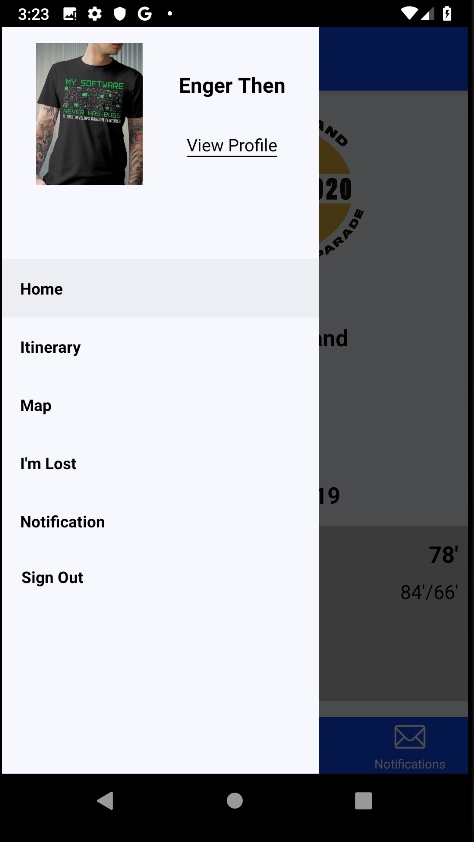 3:23
MY SOFTWARE
NEVER HAS BUGS
Enger Then
View Profile
Home
Itinerary
Map
I'm Lost
Notification
Sign Out
AND
020
PARADE
and
19
78'
84'/66'
Notifications